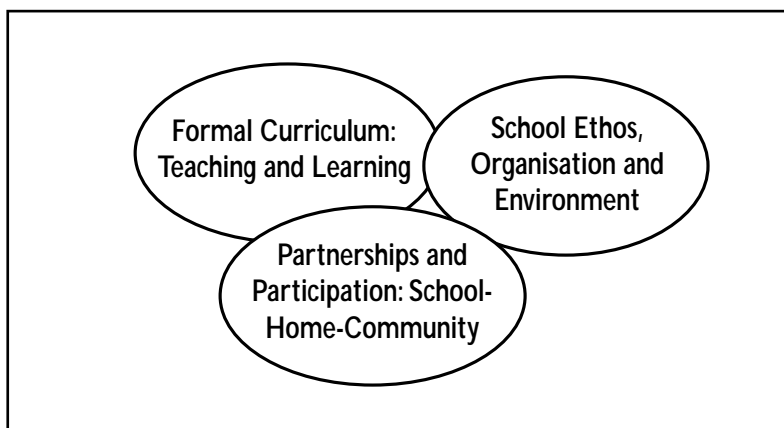 Formal Curriculum:
Teaching and Learning
School Ethos,
Organisation and
Environment
Partnerships and
Participation: School-
Home-Community